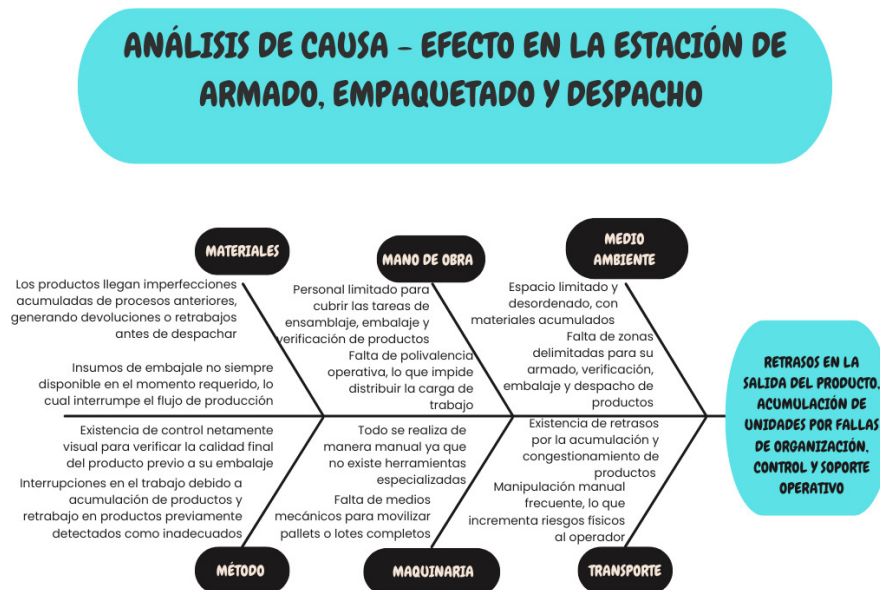 ANÁLISIS DE CAUSA - EFECTO EN LA ESTACIÓN DE
ARMADO, EMPAQUETADO Y DESPACHO
MATERIALES
Los productos llegan imperfecciones
acumuladas de procesos anteriores,
generando devoluciones o retrabajos
antes de despachar
Insumos de embajale no siempre
disponible en el momento requerido, lo
cual interrumpe el flujo de producción
MANO DE OBRA
Personal limitado para
cubrir las tareas de
ensamblaje, embalaje y
verificación de productos
Falta de polivalencia
operativa, lo que impide
distribuir la carga de
trabajo
MEDIO
AMBIENTE
Espacio limitado y
desordenado, con
materiales acumulados
Falta de zonas
delimitadas para su
armado, verificación,
embalaje y despacho de
productos
RETRASOS EN LA
SALIDA DEL PRODUCTO,
ACUMULACIÓN DE
UNIDADES POR FALLAS
DE ORGANIZACIÓN,
CONTROL Y SOPORTE
OPERATIVO
Existencia de control netamente
visual para verificar la calidad final
del producto previo a su embalaje
Interrupciones en el trabajo debido a
acumulación de productos y
retrabajo en productos previamente
detectados como inadecuados
MÉTODO
Todo se realiza de
manera manual ya que
no existe herramientas
especializadas
Falta de medios
mecánicos para movilizar
pallets o lotes completos
MAQUINARIA
Existencia de retrasos
por la acumulación y
congestionamiento de
productos
Manipulación manual
frecuente, lo que
incrementa riesgos físicos
al operador
TRANSPORTE